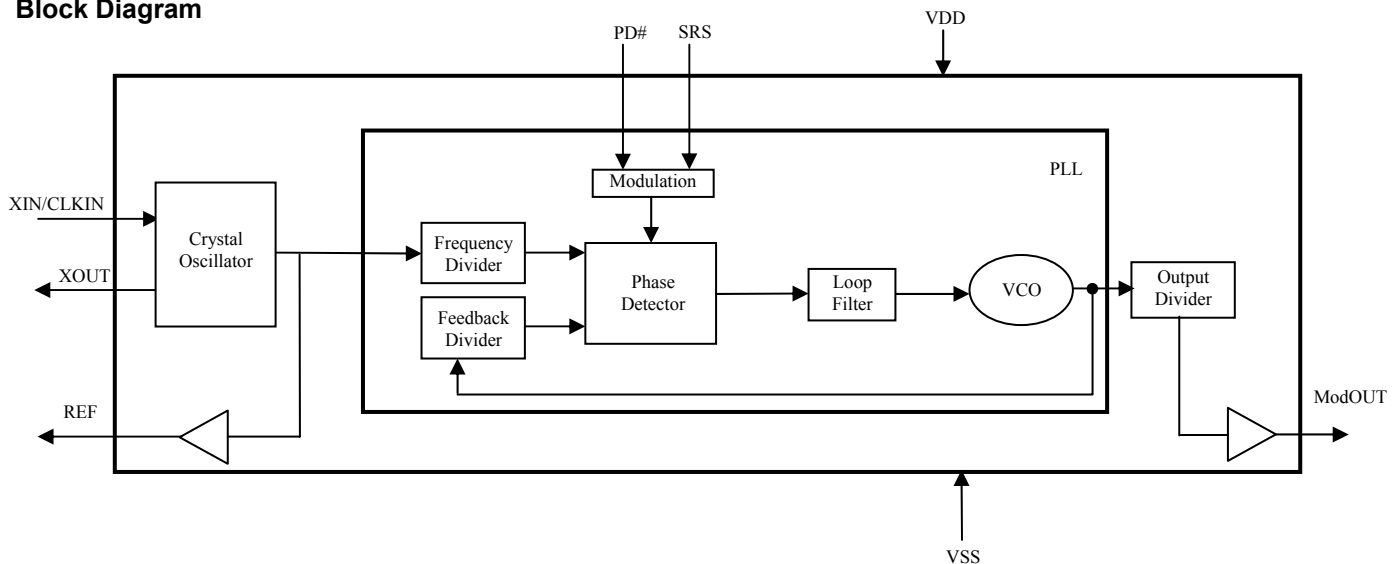 Block Diagram
VDD
PD#
SRS
PLL
Modulation
XIN/CLKIN
Crystal
Oscillator
Frequency
Divider
XOUT
Phase
Detector
Loop
Filter
VCO
Output
Divider
Feedback
Divider
REF
ModOUT
VSS